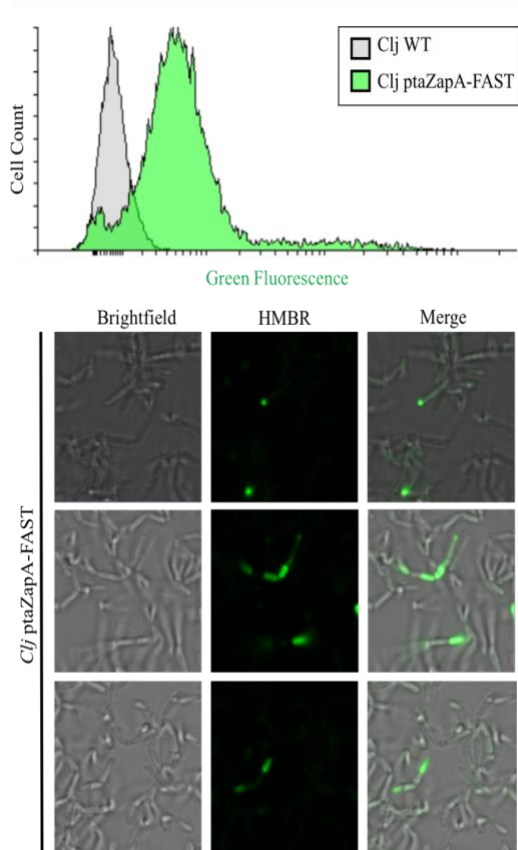 Clj WT
Clj ptaZapA-FAST
Cell Count
Green Fluorescence
Brightfield HMBR Merge
Clj ptaZapA-FAST